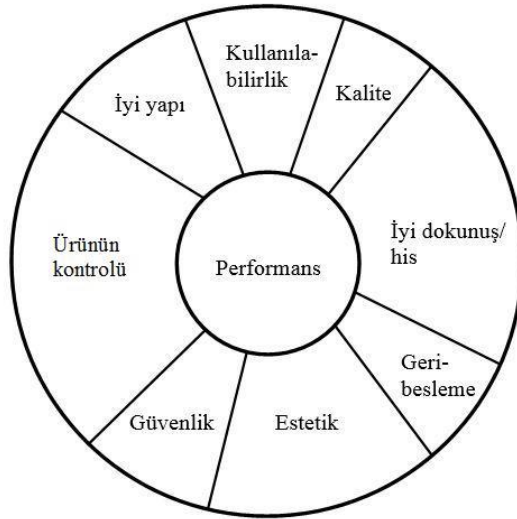 Kullanıla-
bilirlik
Kalite
İyi yapı
İyi dokunuş/
his
Ürünün
kontrolü
Performans
Geri-
besleme
Güvenlik
Estetik